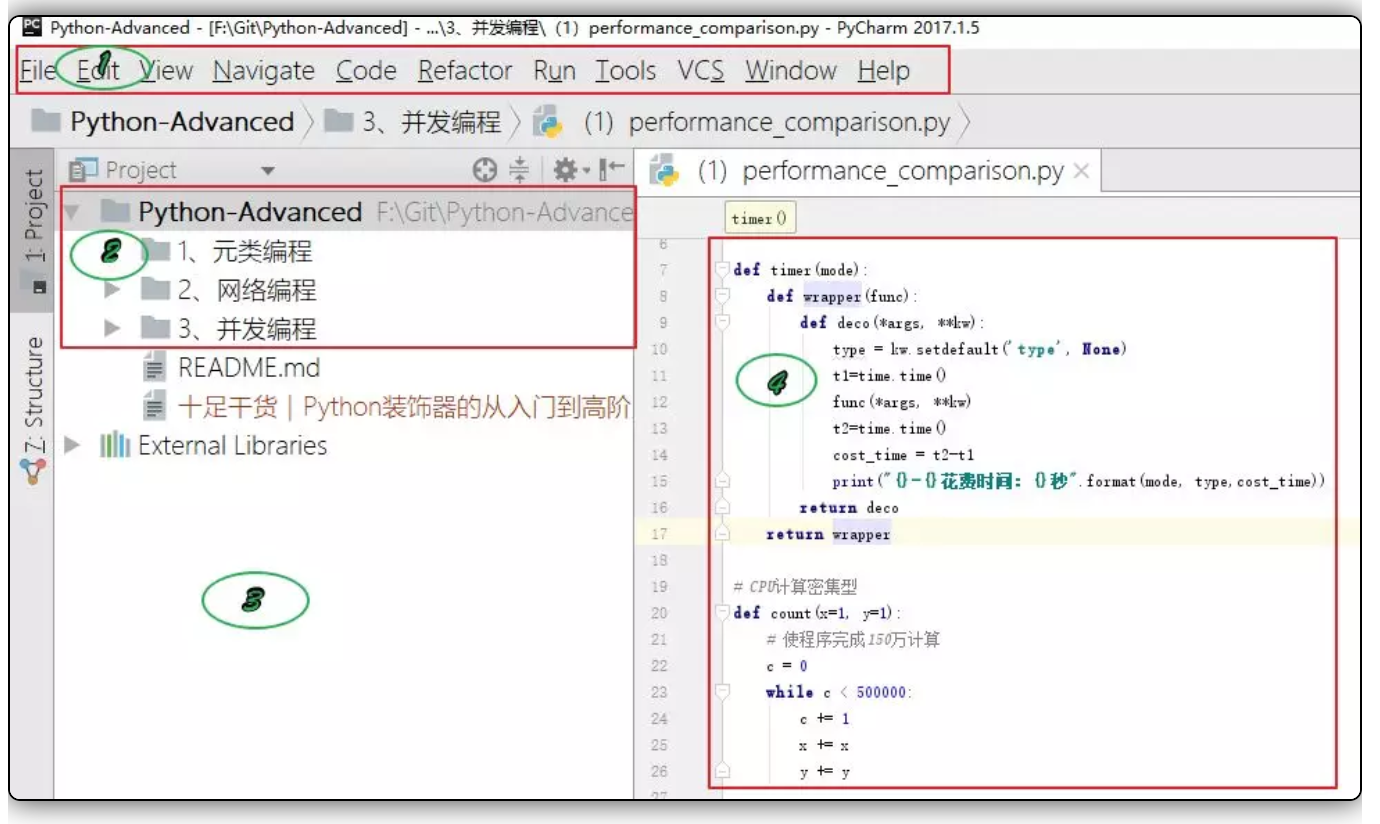 Python-Advanced - [F:\Git\Python-Advanced] - ...\3、并发编程\（1）performance_comparison.py - PyCharm 2017.1.5
File Edit View Navigate Code Refactor Run Tools VCS Window Help
1
Python-Advanced 3、并发编程 （1）performance_comparison.py
1: Project
Z: Structure
Project
Python-Advanced F:\Git\Python-Advance
2
1、元类编程
2、网络编程
3、并发编程
README.md
十足干货｜Python装饰器的从入门到高阶
External Libraries
3
（1）performance_comparison.py
timer()
6
7 def timer(mode):
8 def wrapper(func):
9 def deco(*args, **kw):
10 type = kw.setdefault('type', None)
11 t1=time.time()
4
12 func(*args, **kw)
13 t2=time.time()
14 cost_time = t2-t1
15 print("{}-{}花费时间：{}秒".format(mode, type,cost_time))
16 return deco
17 return wrapper
18
19 # CPU计算密集型
20 def count(x=1, y=1):
21 # 使程序完成150万计算
22 c = 0
23 while c < 500000:
24 c += 1
25 x += x
26 y += y
27